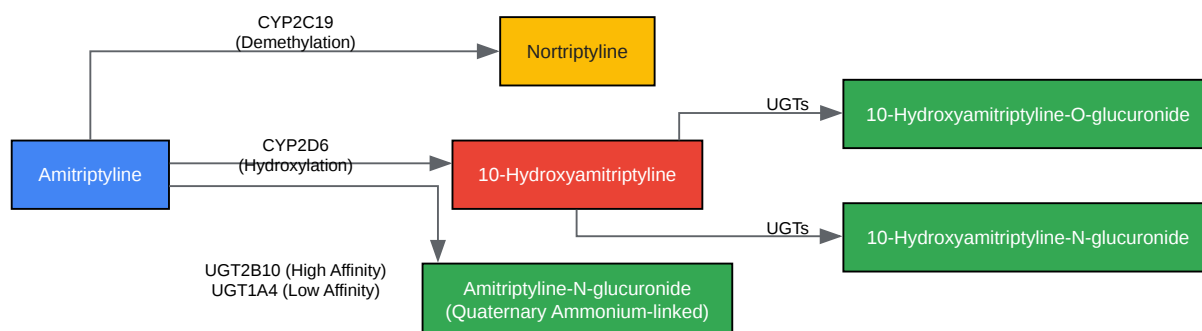 CYP2C19
(Demethylation)
Nortriptyline
UGTs
10-Hydroxyamitriptyline-O-glucuronide
CYP2D6
(Hydroxylation)
Amitriptyline
10-Hydroxyamitriptyline
UGTs
10-Hydroxyamitriptyline-N-glucuronide
UGT2B10 (High Affinity)
UGT1A4 (Low Affinity)
Amitriptyline-N-glucuronide
(Quaternary Ammonium-linked)